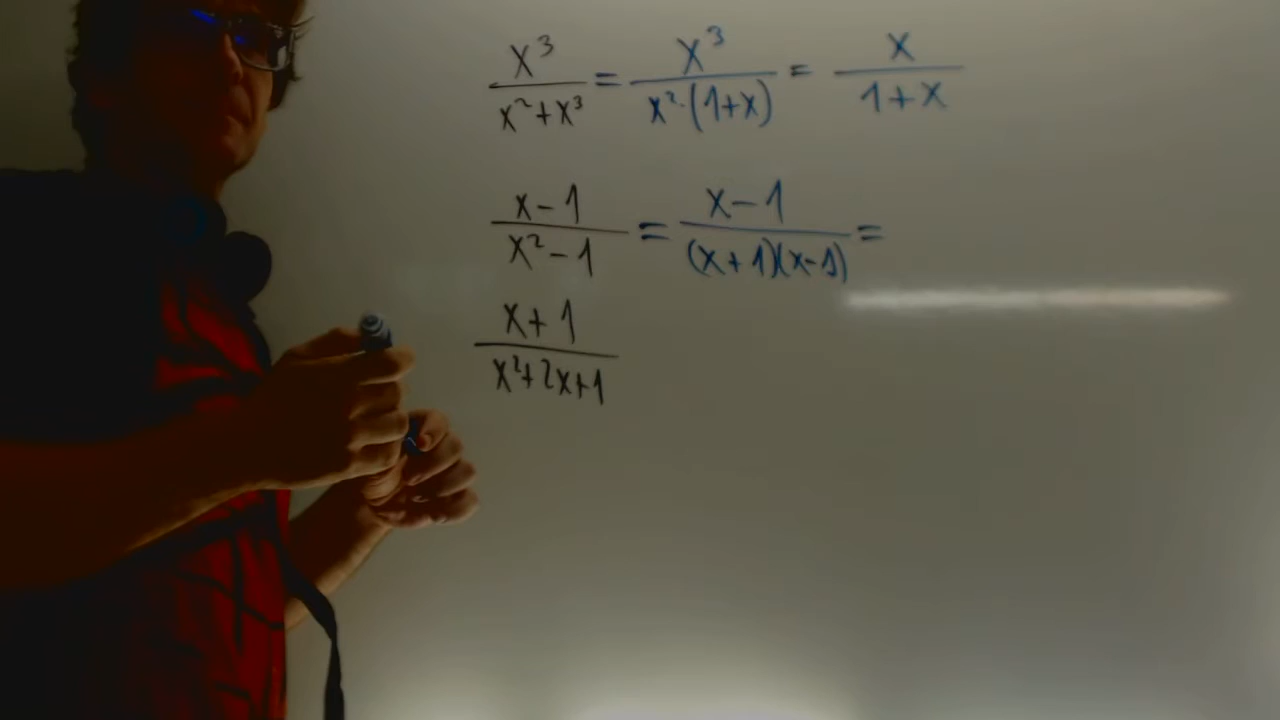 x³/(x²+x³) = x³/(x²·(1+x)) = x/(1+x)
(x-1)/(x²-1) = (x-1)/((x+1)(x-1)) =
(x+1)/(x²+2x+1)